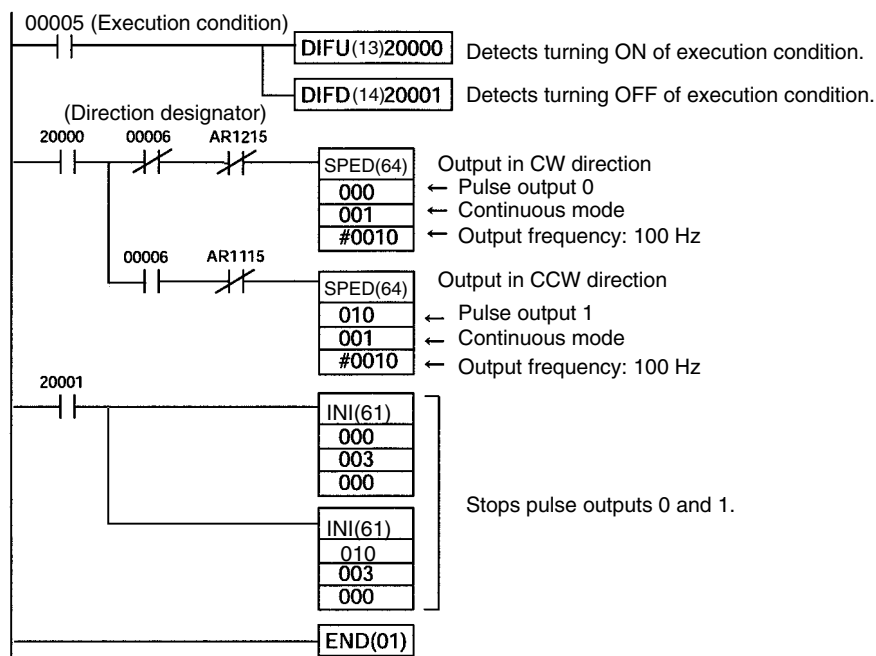 00005 (Execution condition)
DIFU(13)20000 Detects turning ON of execution condition.
DIFD(14)20001 Detects turning OFF of execution condition.
(Direction designator)
20000 00006 AR1215
SPED(64) Output in CW direction
000 ← Pulse output 0
001 ← Continuous mode
#0010 ← Output frequency: 100 Hz
00006 AR1115
SPED(64) Output in CCW direction
010 ← Pulse output 1
001 ← Continuous mode
#0010 ← Output frequency: 100 Hz
20001
INI(61)
000
003
000
Stops pulse outputs 0 and 1.
INI(61)
010
003
000
END(01)